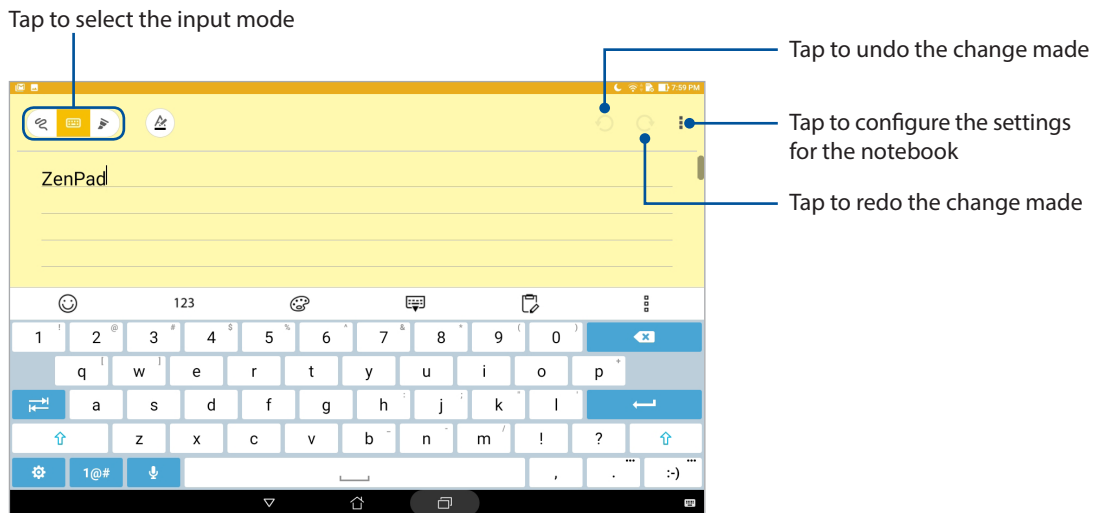 Tap to select the input mode
Tap to undo the change made
7:59 PM
Tap to configure the settings
for the notebook
ZenPad
Tap to redo the change made
123
1 ! 2 @ 3 # 4 $ 5 % 6 ^ 7 & 8 * 9 ( 0 )
q [ w ] e r t y u i o p +
a s d f g h : j ; k " l '
z x c v b - n ~ m / ! ?
1@# , . ••• :-) •••